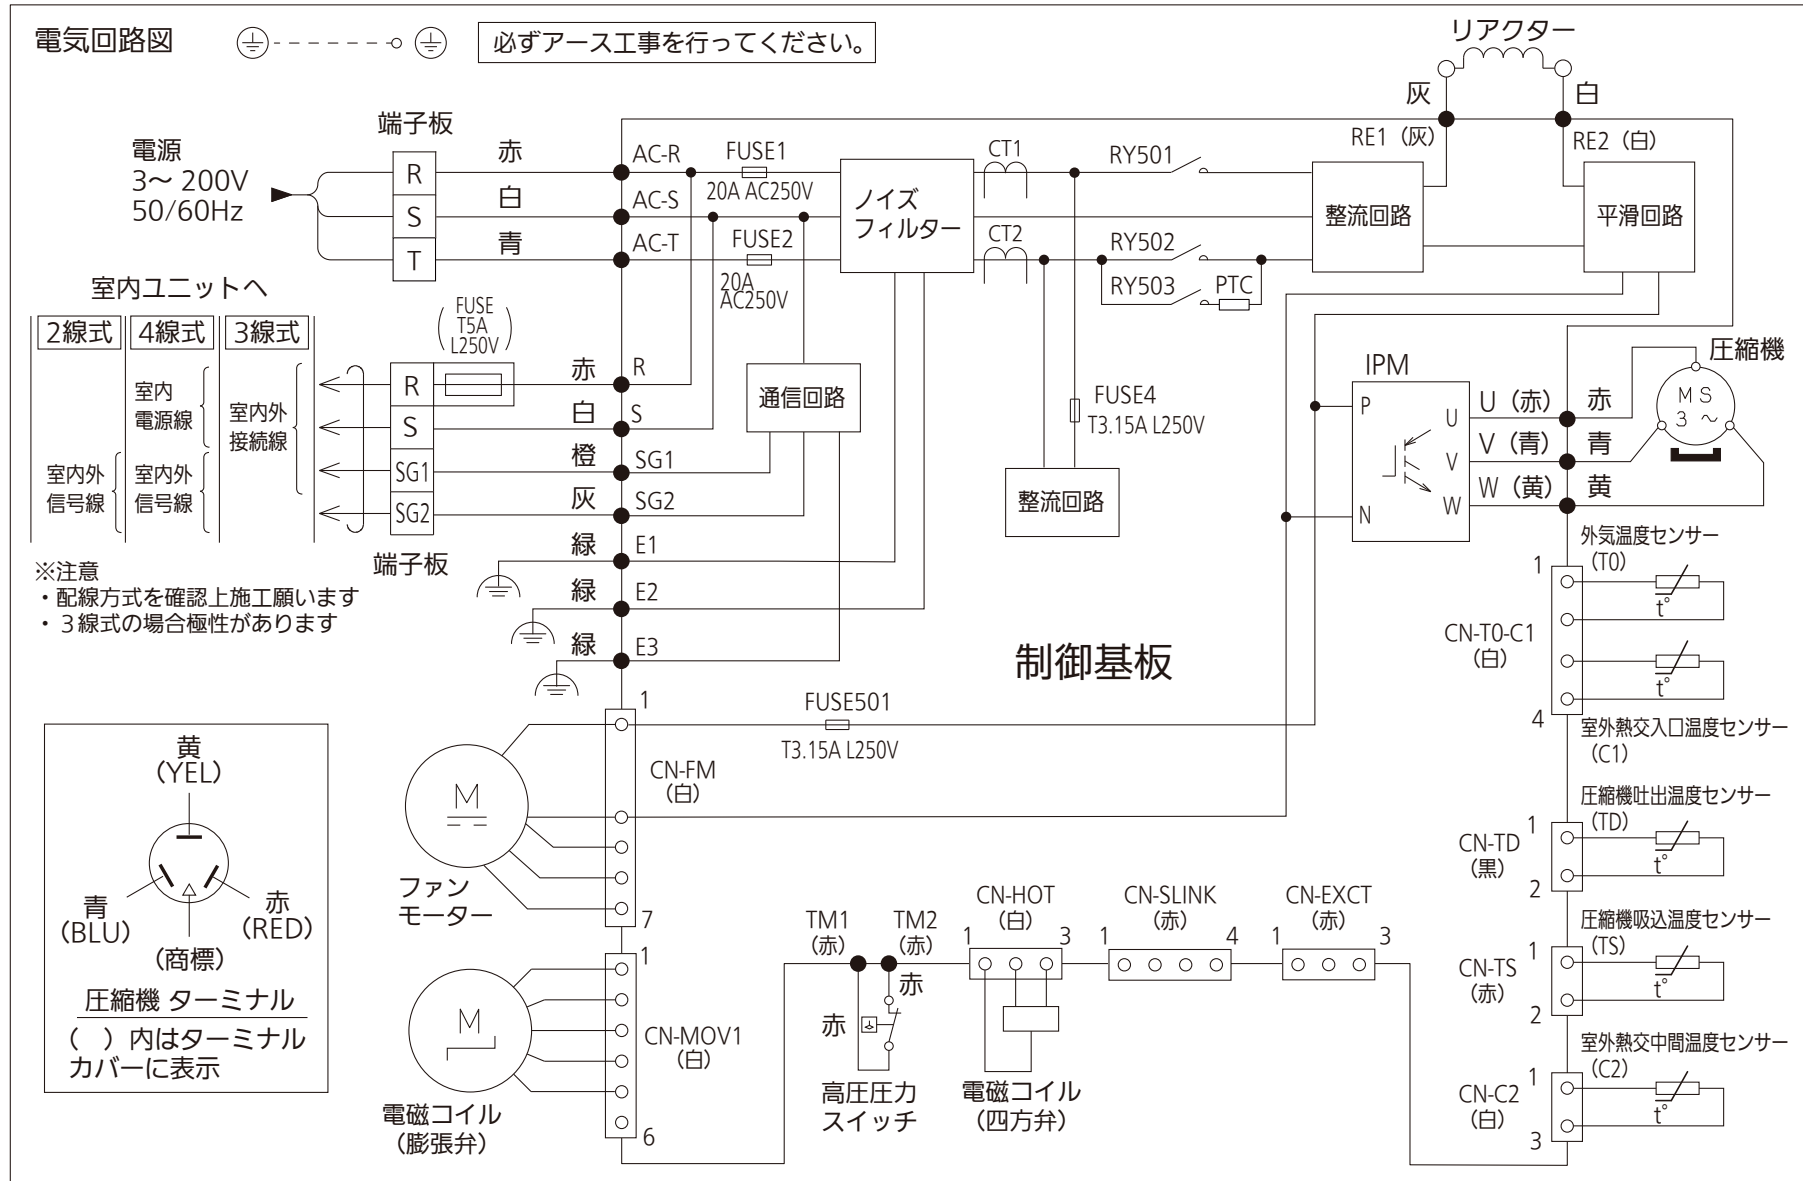 電気回路図
必ずアース工事を行ってください。
リアクター
灰
白
RE1（灰）
RE2（白）
電源
3～ 200V
50/60Hz
端子板
R
S
T
赤
白
青
AC-R
AC-S
AC-T
FUSE1
20A AC250V
FUSE2
20A
AC250V
ノイズ
フィルター
CT1
CT2
RY501
RY502
RY503
PTC
整流回路
平滑回路
室内ユニットへ
2線式
4線式
3線式
室内
電源線
室内外
接続線
室内外
信号線
室内外
信号線
FUSE
T5A
L250V
R
S
SG1
SG2
端子板
赤
白
橙
灰
緑
緑
緑
R
S
SG1
SG2
E1
E2
E3
通信回路
FUSE4
T3.15A L250V
整流回路
IPM
P
N
U
V
W
U（赤）
V（青）
W（黄）
赤
青
黄
圧縮機
MS
3～
※注意
・配線方式を確認上施工願います
・３線式の場合極性があります
制御基板
外気温度センサー
(T0)
1
t°
CN-T0-C1
(白)
t°
4
室外熱交入口温度センサー
(C1)
圧縮機吐出温度センサー
(TD)
1
CN-TD
(黒)
t°
2
圧縮機吸込温度センサー
(TS)
1
CN-TS
(赤)
t°
2
室外熱交中間温度センサー
(C2)
1
CN-C2
(白)
t°
3
1
FUSE501
T3.15A L250V
CN-FM
(白)
M
ファン
モーター
7
1
M
CN-MOV1
(白)
6
電磁コイル
(膨張弁)
黄
(YEL)
青
(BLU)
赤
(RED)
(商標)
圧縮機 ターミナル
(　) 内はターミナル
カバーに表示
TM1
(赤)
TM2
(赤)
赤
赤
高圧圧力
スイッチ
CN-HOT
(白)
1
3
電磁コイル
(四方弁)
CN-SLINK
(赤)
1
4
CN-EXCT
(赤)
1
3